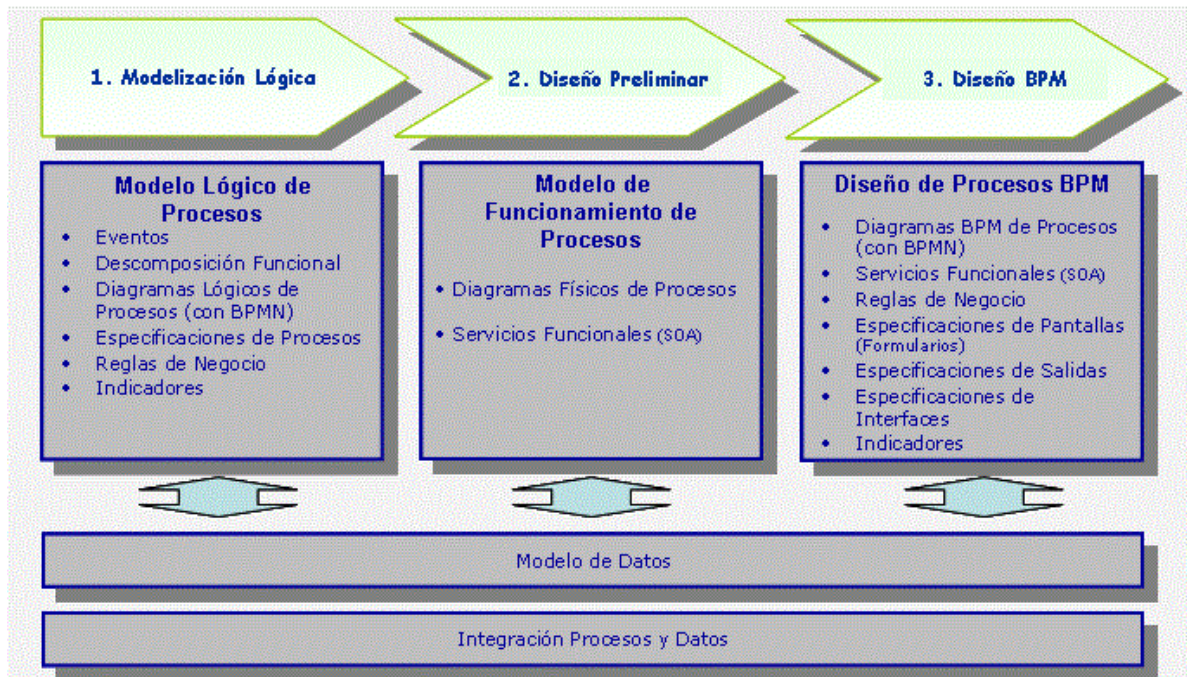 1. Modelización Lógica
2. Diseño Preliminar
3. Diseño BPM
Modelo Lógico de
Procesos
• Eventos
• Descomposición Funcional
• Diagramas Lógicos de
Procesos (con BPMN)
• Especificaciones de Procesos
• Reglas de Negocio
• Indicadores
Modelo de
Funcionamiento de
Procesos
• Diagramas Físicos de Procesos
• Servicios Funcionales (SOA)
Diseño de Procesos BPM
• Diagramas BPM de Procesos
(con BPMN)
• Servicios Funcionales (SOA)
• Reglas de Negocio
• Especificaciones de Pantallas
(Formularios)
• Especificaciones de Salidas
• Especificaciones de
Interfaces
• Indicadores
Modelo de Datos
Integración Procesos y Datos